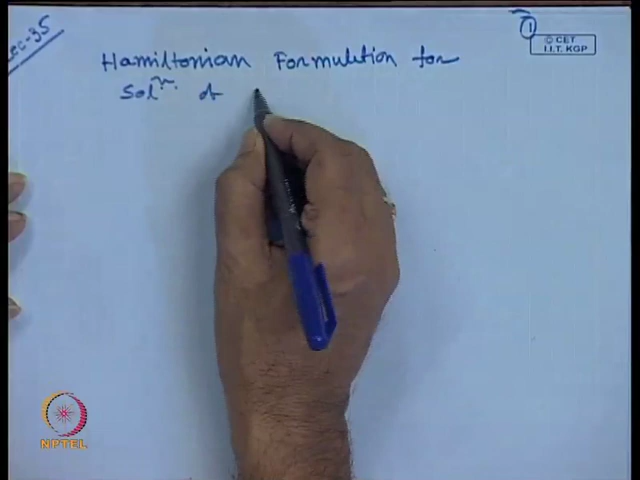 Lec-35
1
© CET
I.I.T. KGP
Hamiltonian Formulation for
Solⁿ. of
NPTEL